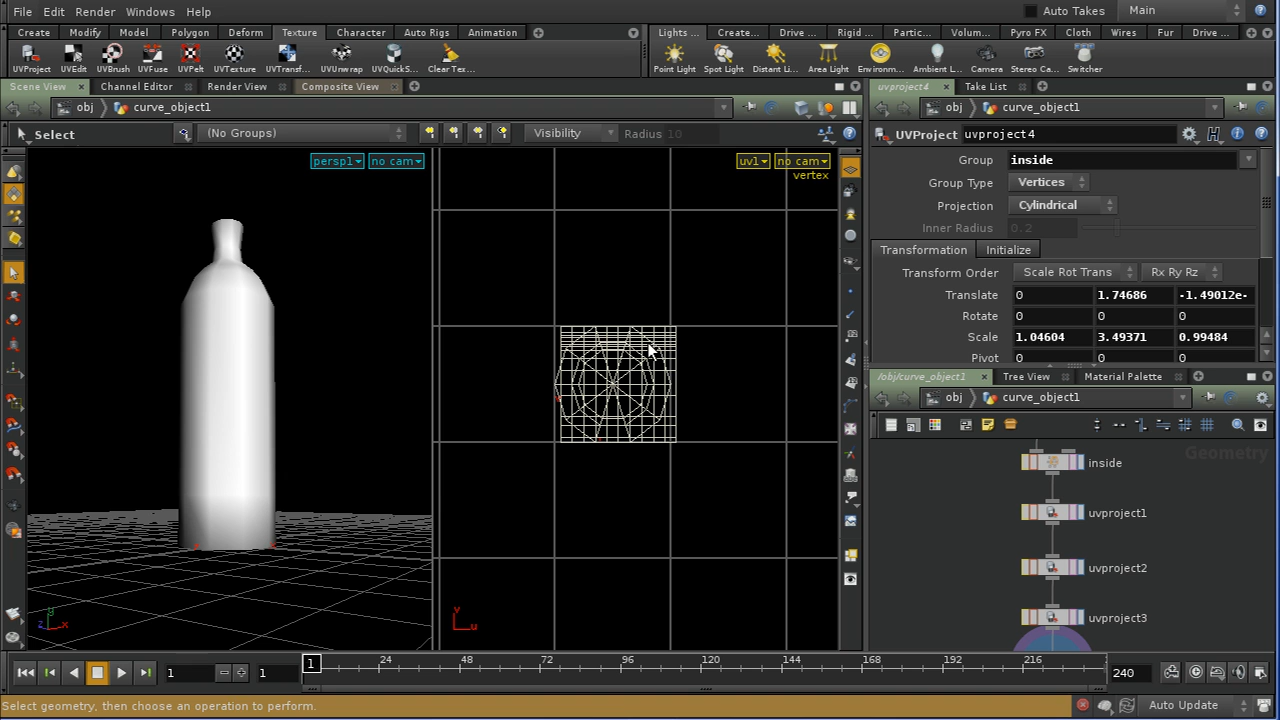 File Edit Render Windows Help Auto Takes Main
Create Modify Model Polygon Deform Texture Character Auto Rigs Animation
Lights ... Create... Drive ... Rigid ... Partic... Volum... Pyro FX Cloth Wires Fur Drive ...
UVProject UVEdit UVBrush UVFuse UVPelt UVTexture UVTransf... UVUnwrap UVQuickS... Clear Tex...
Point Light Spot Light Distant Li... Area Light Environm... Ambient L... Camera Stereo Ca... Switcher
Scene View Channel Editor Render View Composite View
uvproject4 Take List
obj curve_object1
obj curve_object1
Select (No Groups) Visibility Radius 10
UVProject uvproject4
persp1 no cam
uv1 no cam
vertex
Group inside
Group Type Vertices
Projection Cylindrical
Inner Radius 0.2
Transformation Initialize
Transform Order Scale Rot Trans Rx Ry Rz
Translate 0 1.74686 -1.49012e-
Rotate 0 0 0
Scale 1.04604 3.49371 0.99484
Pivot 0 0 0
/obj/curve_object1 Tree View Material Palette
obj curve_object1
Geometry
inside
uvproject1
uvproject2
uvproject3
y
z x
v
u
1 1 1 24 48 72 96 120 144 168 192 216 240
Select geometry, then choose an operation to perform. Auto Update